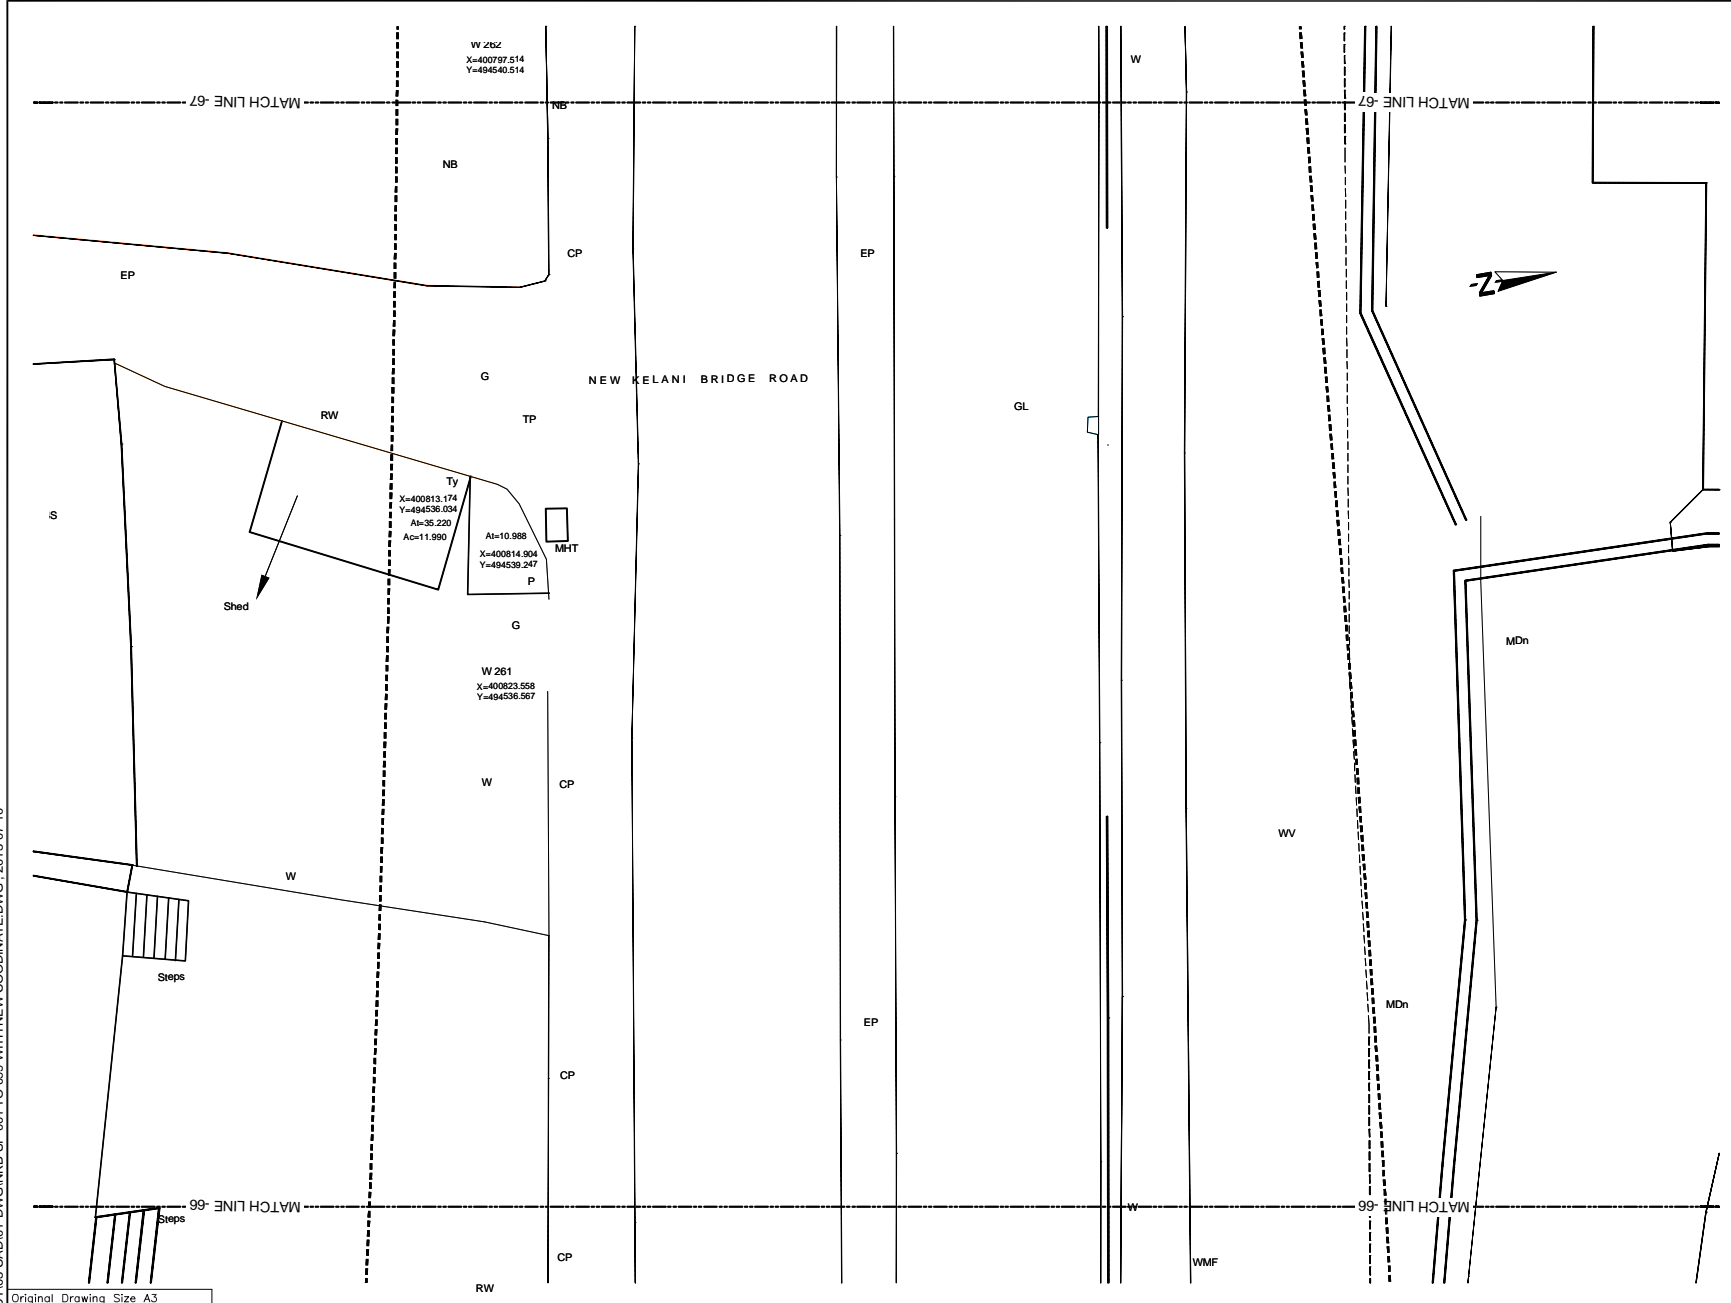 W 262
X=400797.514
Y=494540.514
W
MATCH LINE -67
NB
MATCH LINE -67
NB
CP
EP
EP
-Z-
G
NEW KELANI BRIDGE ROAD
GL
RW
TP
Ty
X=400813.174
Y=494536.034
At=35.220
Ac=11.990
At=10.988
X=400814.904
Y=494539.247
P
MHT
Shed
G
MDn
W 261
X=400823.558
Y=494536.567
W
CP
WV
W
Steps
MDn
EP
CP
MATCH LINE -66
W
MATCH LINE -66
Steps
CP
WMF
RW
Original Drawing Size A3